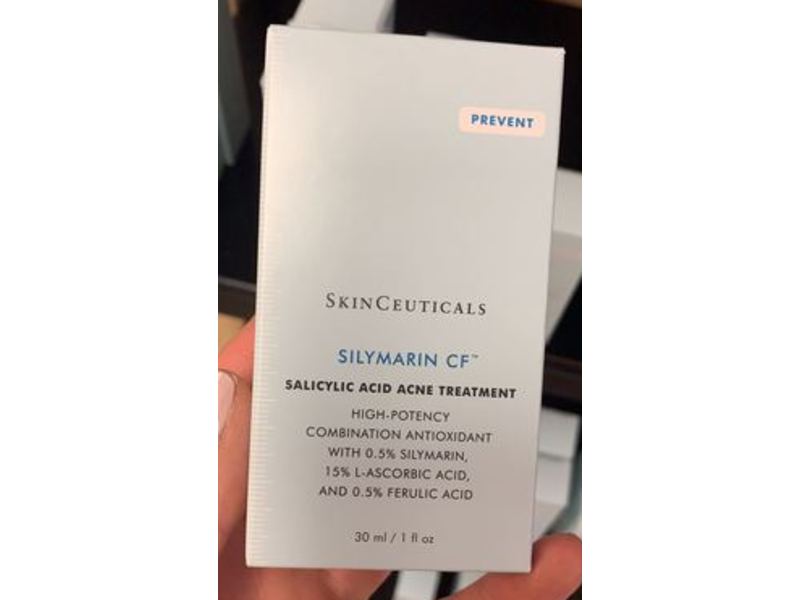 PREVENT
SKINCEUTICALS
SILYMARIN CF™
SALICYLIC ACID ACNE TREATMENT
HIGH-POTENCY
COMBINATION ANTIOXIDANT
WITH 0.5% SILYMARIN,
15% L-ASCORBIC ACID,
AND 0.5% FERULIC ACID
30 ml / 1 fl oz